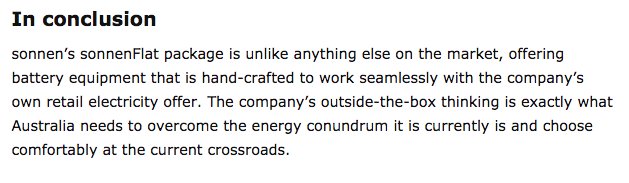 In conclusion
sonnen’s sonnenFlat package is unlike anything else on the market, offering
battery equipment that is hand-crafted to work seamlessly with the company’s
own retail electricity offer. The company’s outside-the-box thinking is exactly what
Australia needs to overcome the energy conundrum it is currently is and choose
comfortably at the current crossroads.